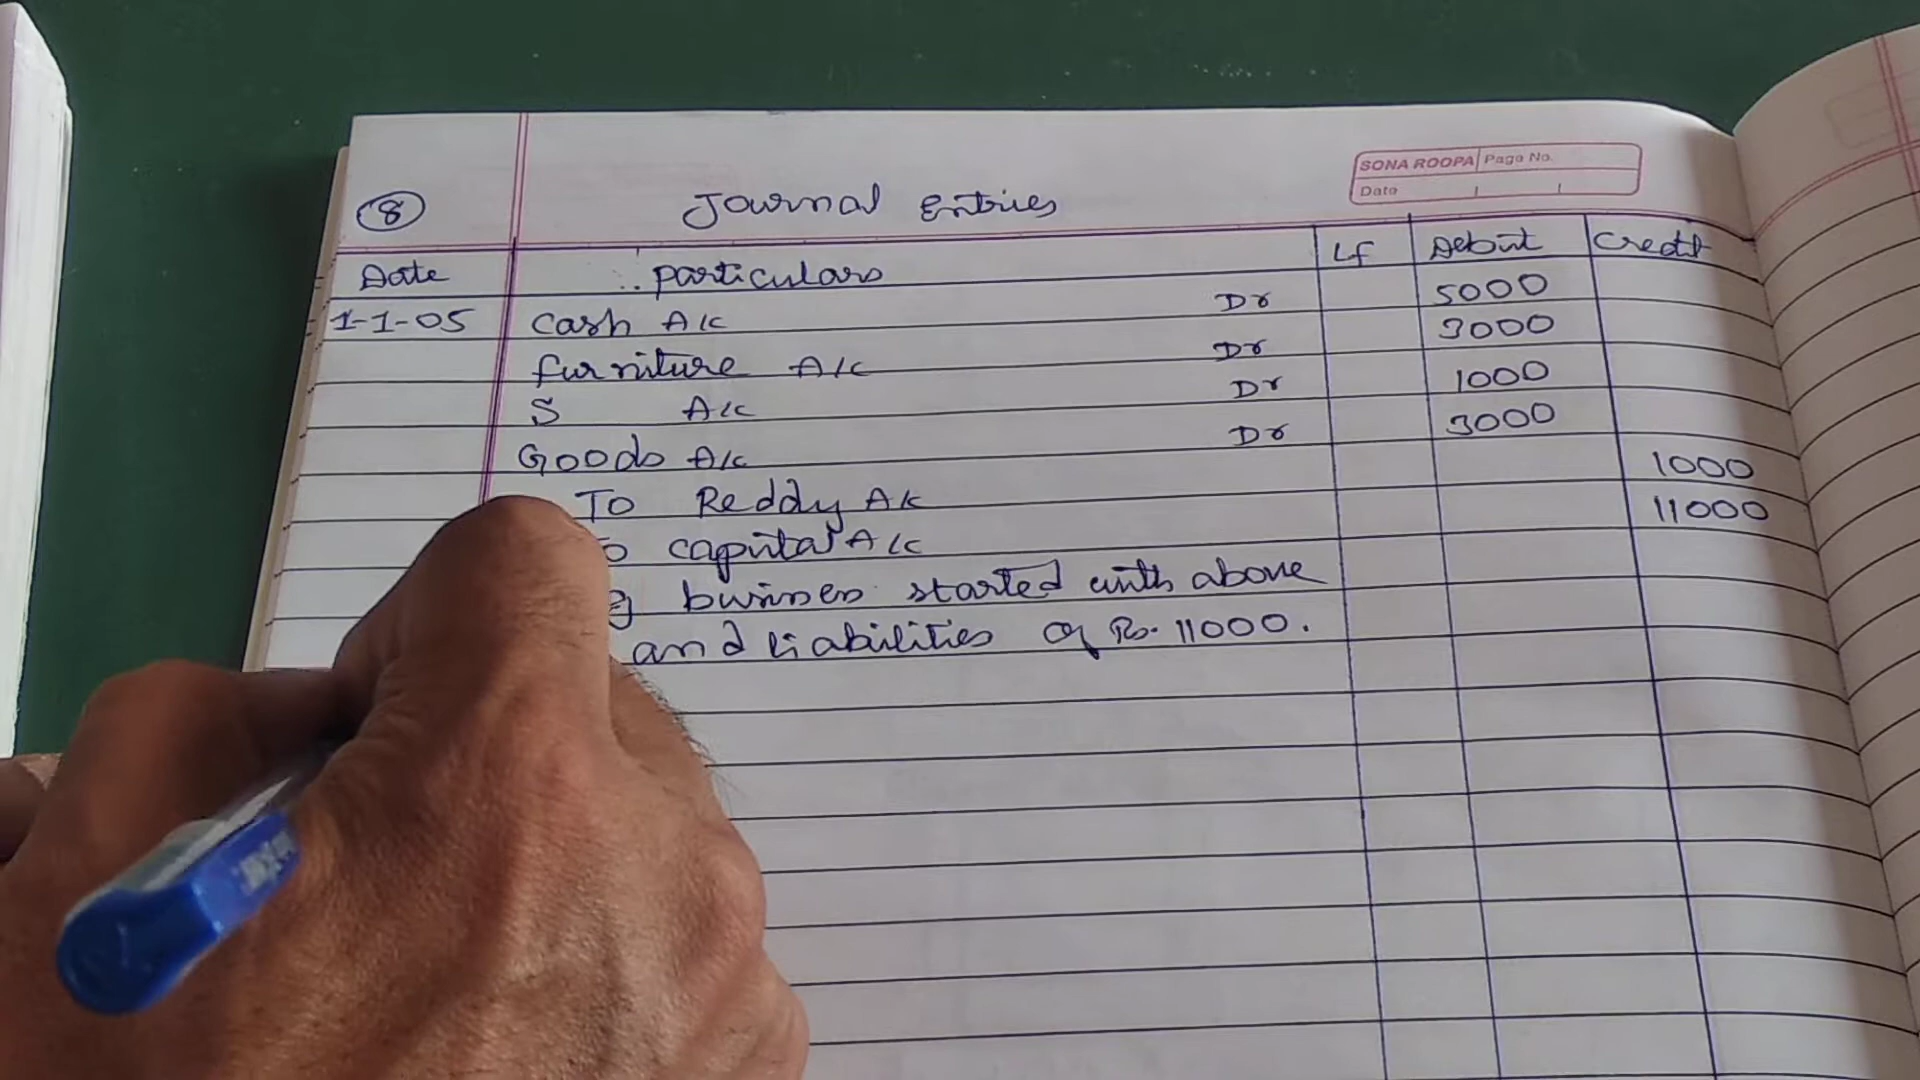 8 Journal Entries
SONA ROOPA Page No.
Date
Date particulars LF Debit Credit
1-1-05 Cash A/c Dr 5000
furniture A/c Dr 3000
S A/c Dr 1000
Goods A/c Dr 3000
To Reddy A/c 1000
capital A/c 11000
business started with above
and liabilities of Rs. 11000.